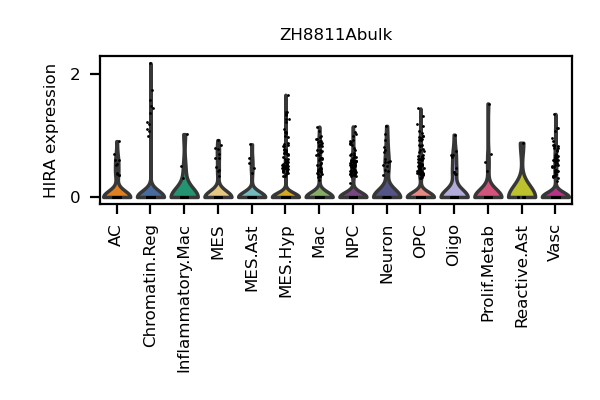 ZH8811Abulk
HIRA expression
2
0
AC
Chromatin.Reg
Inflammatory.Mac
MES
MES.Ast
MES.Hyp
Mac
NPC
Neuron
OPC
Oligo
Prolif.Metab
Reactive.Ast
Vasc